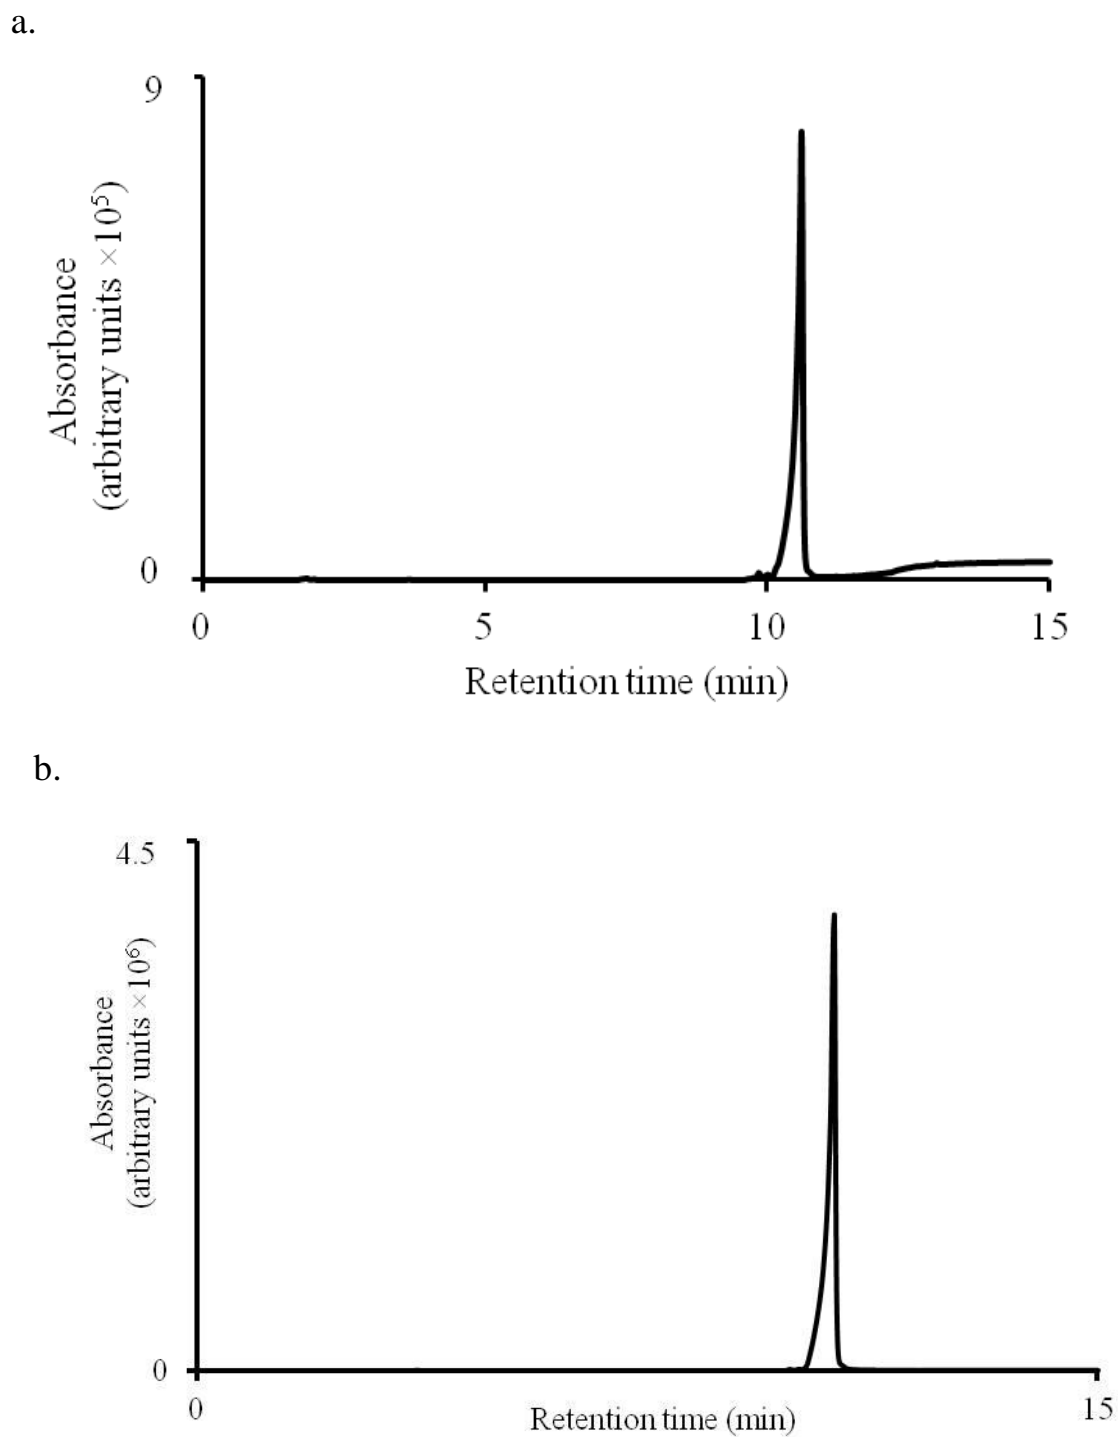 a.
9
Absorbance
(arbitrary units ×10⁵)
0
0 5 10 15
Retention time (min)
b.
4.5
Absorbance
(arbitrary units ×10⁶)
0
0 15
Retention time (min)